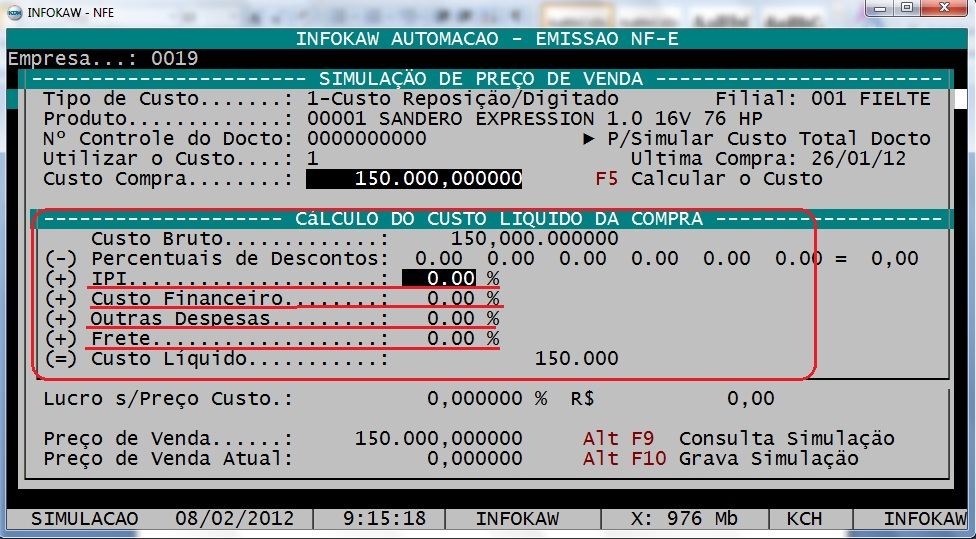 INFOKAW - NFE
INFOKAW AUTOMACAO - EMISSAO NF-E
Empresa...: 0019
----------------------- SIMULAÇÃO DE PREÇO DE VENDA ------------------------
Tipo de Custo.......: 1-Custo Reposição/Digitado Filial: 001 FIELTE
Produto.............: 00001 SANDERO EXPRESSION 1.0 16V 76 HP
Nº Controle do Docto: 0000000000 ► P/Simular Custo Total Docto
Utilizar o Custo....: 1 Ultima Compra: 26/01/12
Custo Compra........: 150.000,000000 F5 Calcular o Custo
-------------------- CáLCULO DO CUSTO LÍQUIDO DA COMPRA -------------------
Custo Bruto............: 150,000.000000
(-) Percentuais de Descontos: 0.00 0.00 0.00 0.00 0.00 0.00 = 0,00
(+) IPI.....................: 0.00 %
(+) Custo Financeiro........: 0.00 %
(+) Outras Despesas.........: 0.00 %
(+) Frete...................: 0.00 %
(=) Custo Líquido...........: 150.000
Lucro s/Preço Custo.: 0,000000 % R$ 0,00
Preço de Venda......: 150.000,000000 Alt F9 Consulta Simulação
Preço de Venda Atual: 0,000000 Alt F10 Grava Simulação
SIMULACAO 08/02/2012 | 9:15:18 | INFOKAW | X: 976 Mb | KCH | INFOKAW